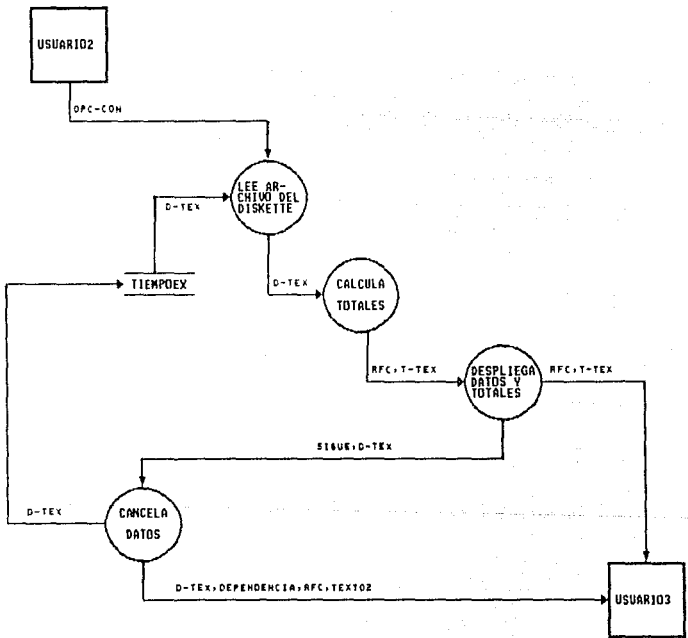 USUARIO2
OPC-CON
LEE AR-
CHIVO DEL
DISKETTE
D-TEX
TIEMPOEX
D-TEX
CALCULA
TOTALES
RFC,T-TEX
DESPLIEGA
DATOS Y
TOTALES
RFC,T-TEX
SIGUE,D-TEX
D-TEX
CANCELA
DATOS
D-TEX,DEPENDENCIA,RFC,TEXTO2
USUARIO3